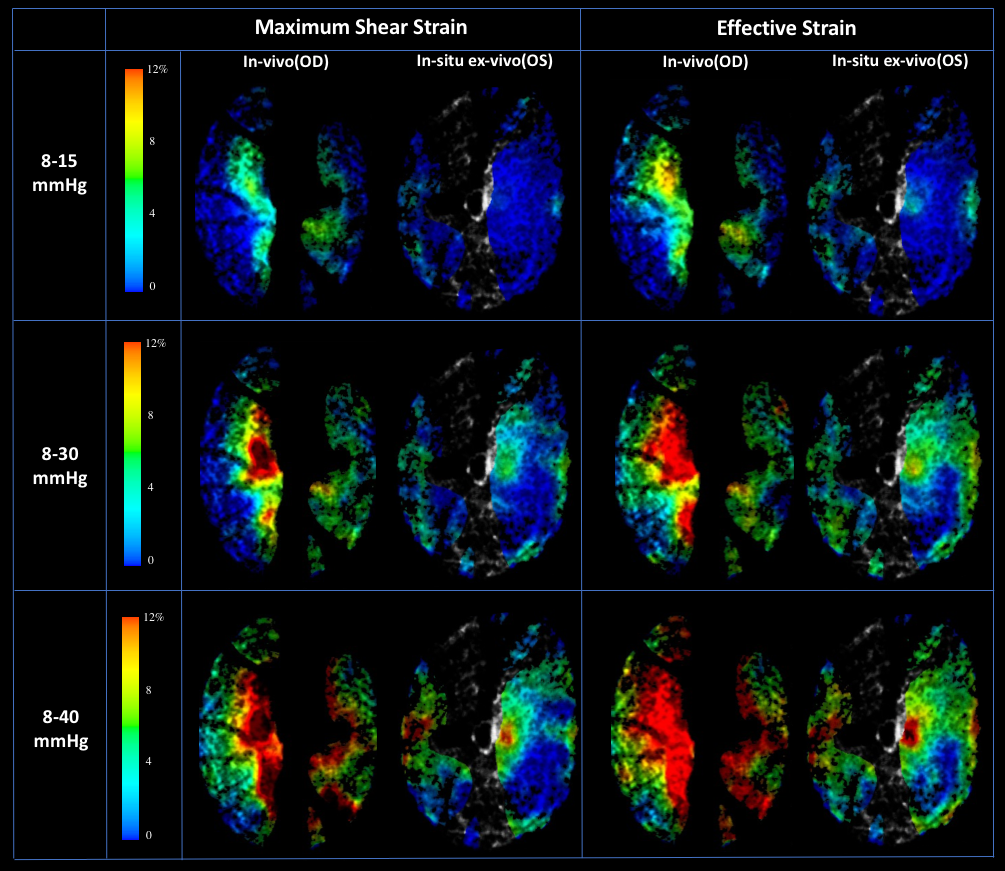 Maximum Shear Strain
Effective Strain
In-vivo(OD)
In-situ ex-vivo(OS)
In-vivo(OD)
In-situ ex-vivo(OS)
8-15
mmHg
12%
8
4
0
8-30
mmHg
12%
8
4
0
8-40
mmHg
12%
8
4
0